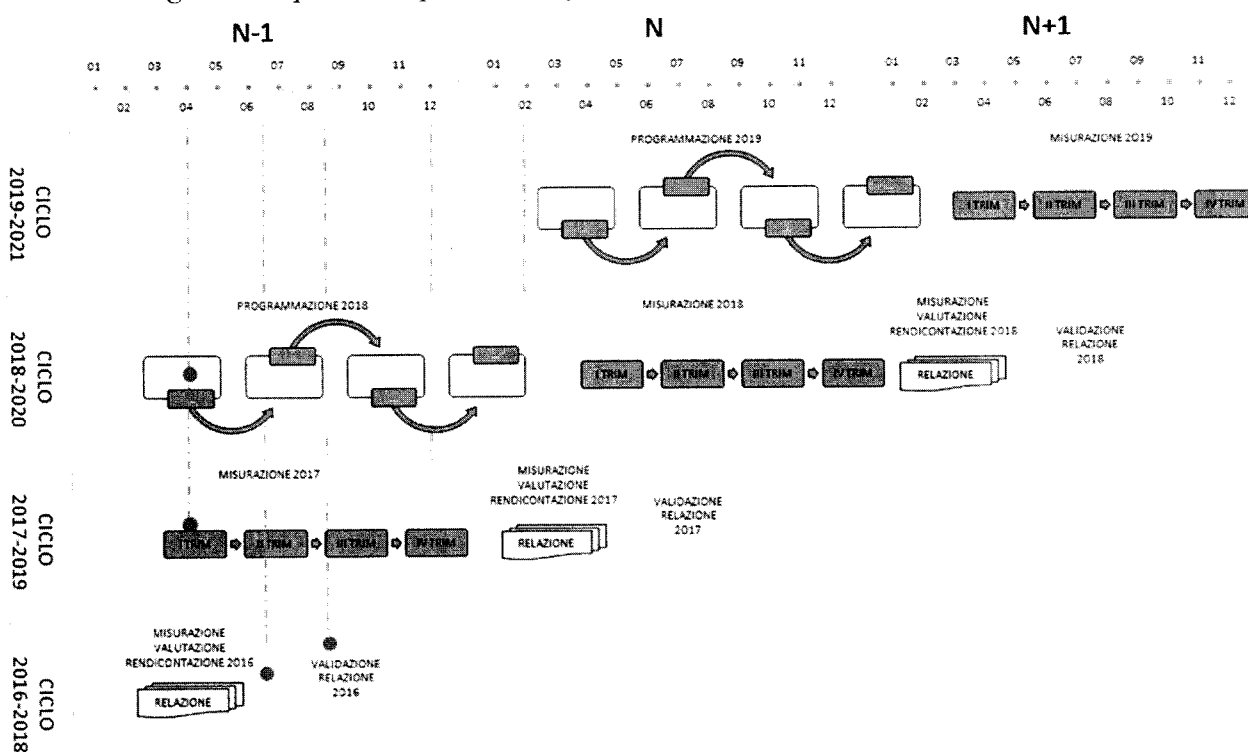 N-1 N N+1
01 03 05 07 09 11 01 03 05 07 09 11 01 03 05 07 09 11
02 04 06 08 10 12 02 04 06 08 10 12 02 04 06 08 10 12
CICLO
2019-2021
PROGRAMMAZIONE 2019
MISURAZIONE 2019
I TRIM II TRIM III TRIM IV TRIM
CICLO
2018-2020
PROGRAMMAZIONE 2018
MISURAZIONE 2018
I TRIM II TRIM III TRIM IV TRIM
MISURAZIONE
VALUTAZIONE
RENDICONTAZIONE 2018
RELAZIONE
VALIDAZIONE
RELAZIONE
2018
CICLO
2017-2019
MISURAZIONE 2017
I TRIM II TRIM III TRIM IV TRIM
MISURAZIONE
VALUTAZIONE
RENDICONTAZIONE 2017
RELAZIONE
VALIDAZIONE
RELAZIONE
2017
CICLO
2016-2018
MISURAZIONE
VALUTAZIONE
RENDICONTAZIONE 2016
RELAZIONE
VALIDAZIONE
RELAZIONE
2016